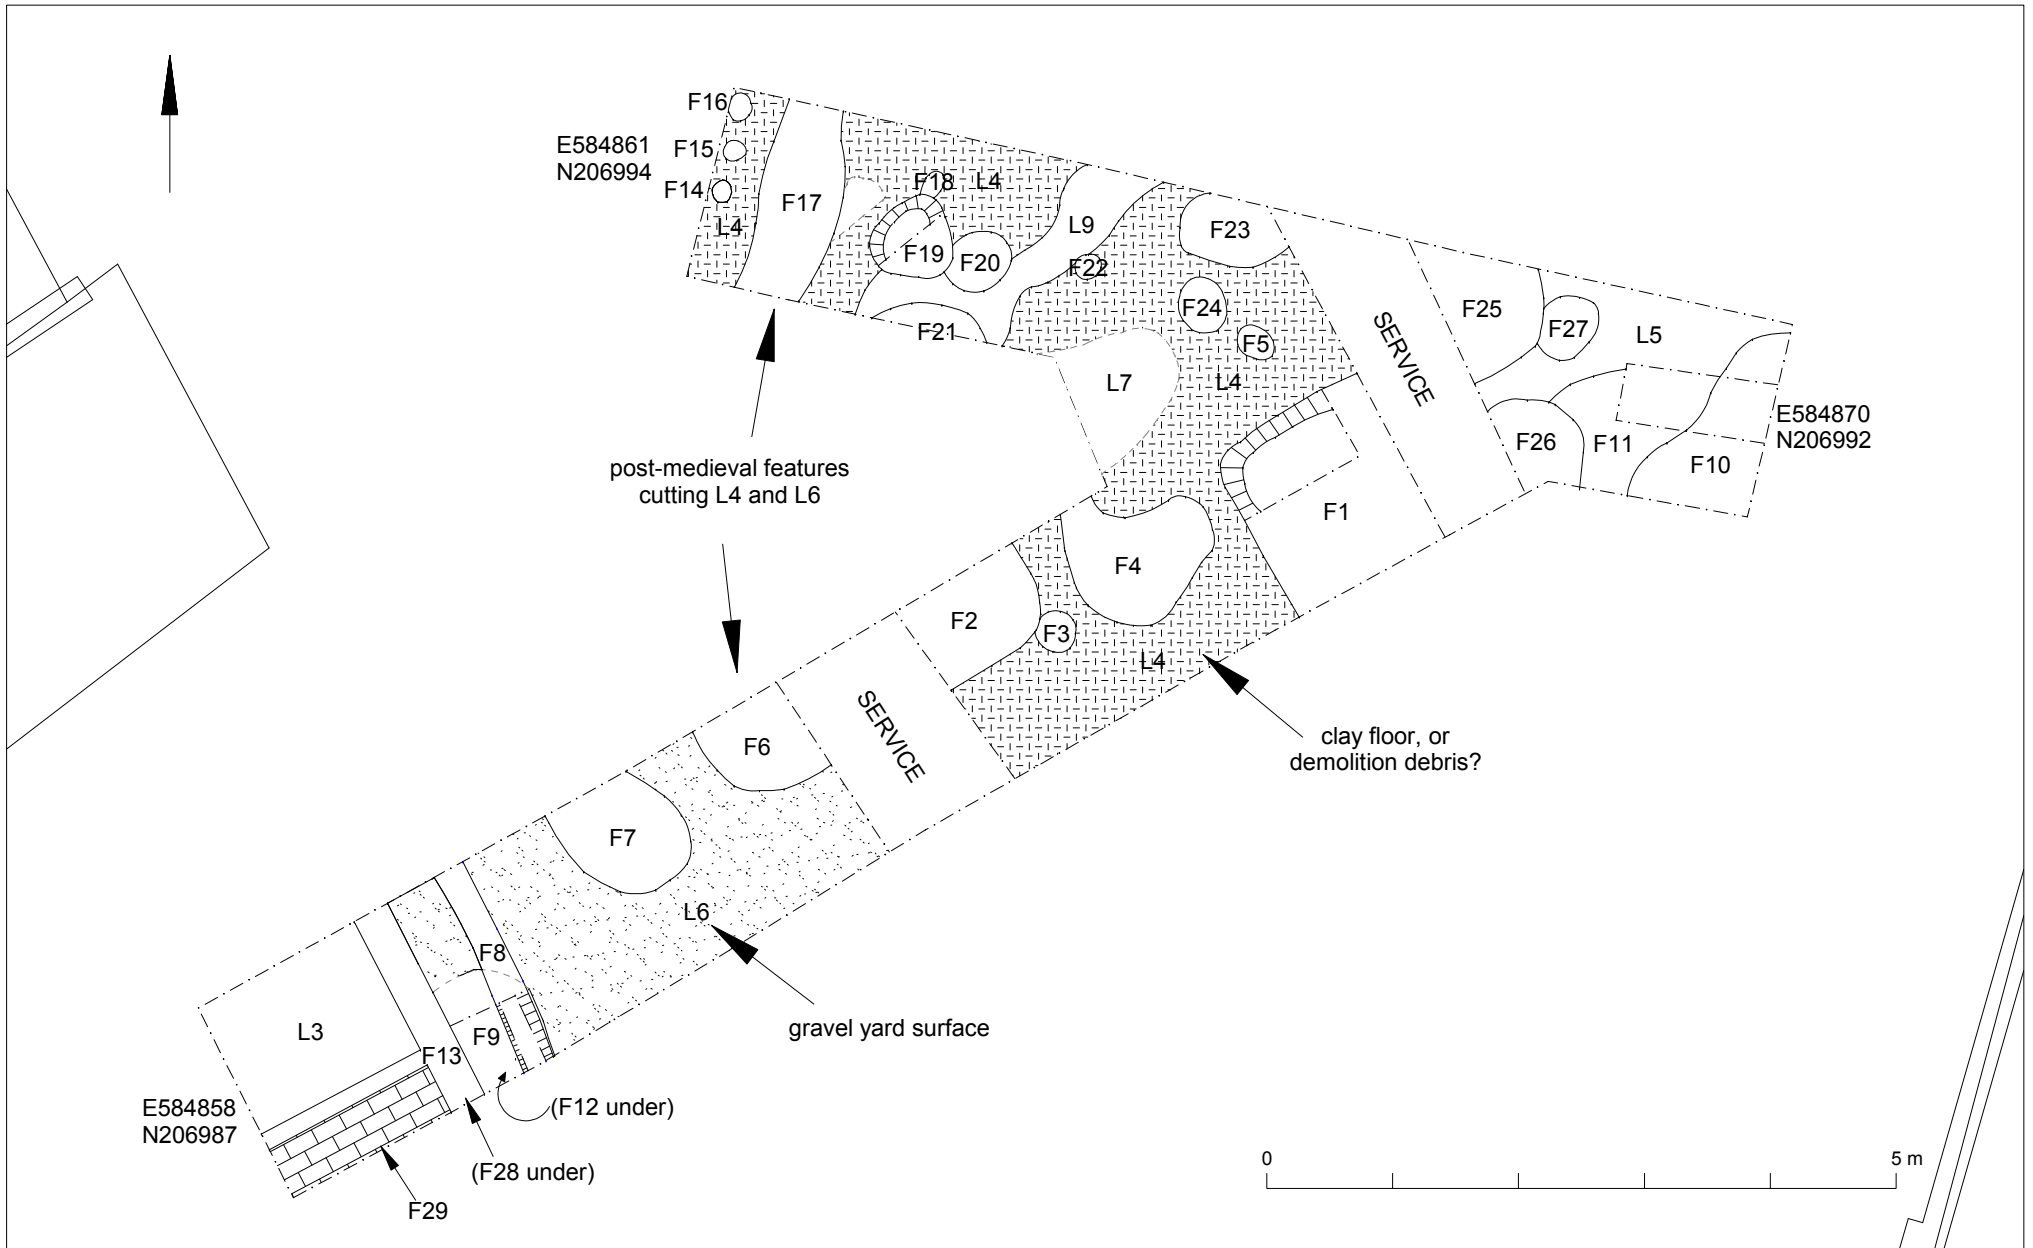 F16
E584861
N206994
F15
F14
L4
F17
F18
L4
F19
F20
L9
F22
F21
F23
F24
F5
L7
L4
SERVICE
F25
F27
L5
F26
F11
F10
E584870
N206992
post-medieval features
cutting L4 and L6
F1
F4
F2
F3
L4
SERVICE
clay floor, or
demolition debris?
F6
F7
L6
gravel yard surface
F8
L3
F9
F13
E584858
N206987
(F12 under)
(F28 under)
F29
0
5 m